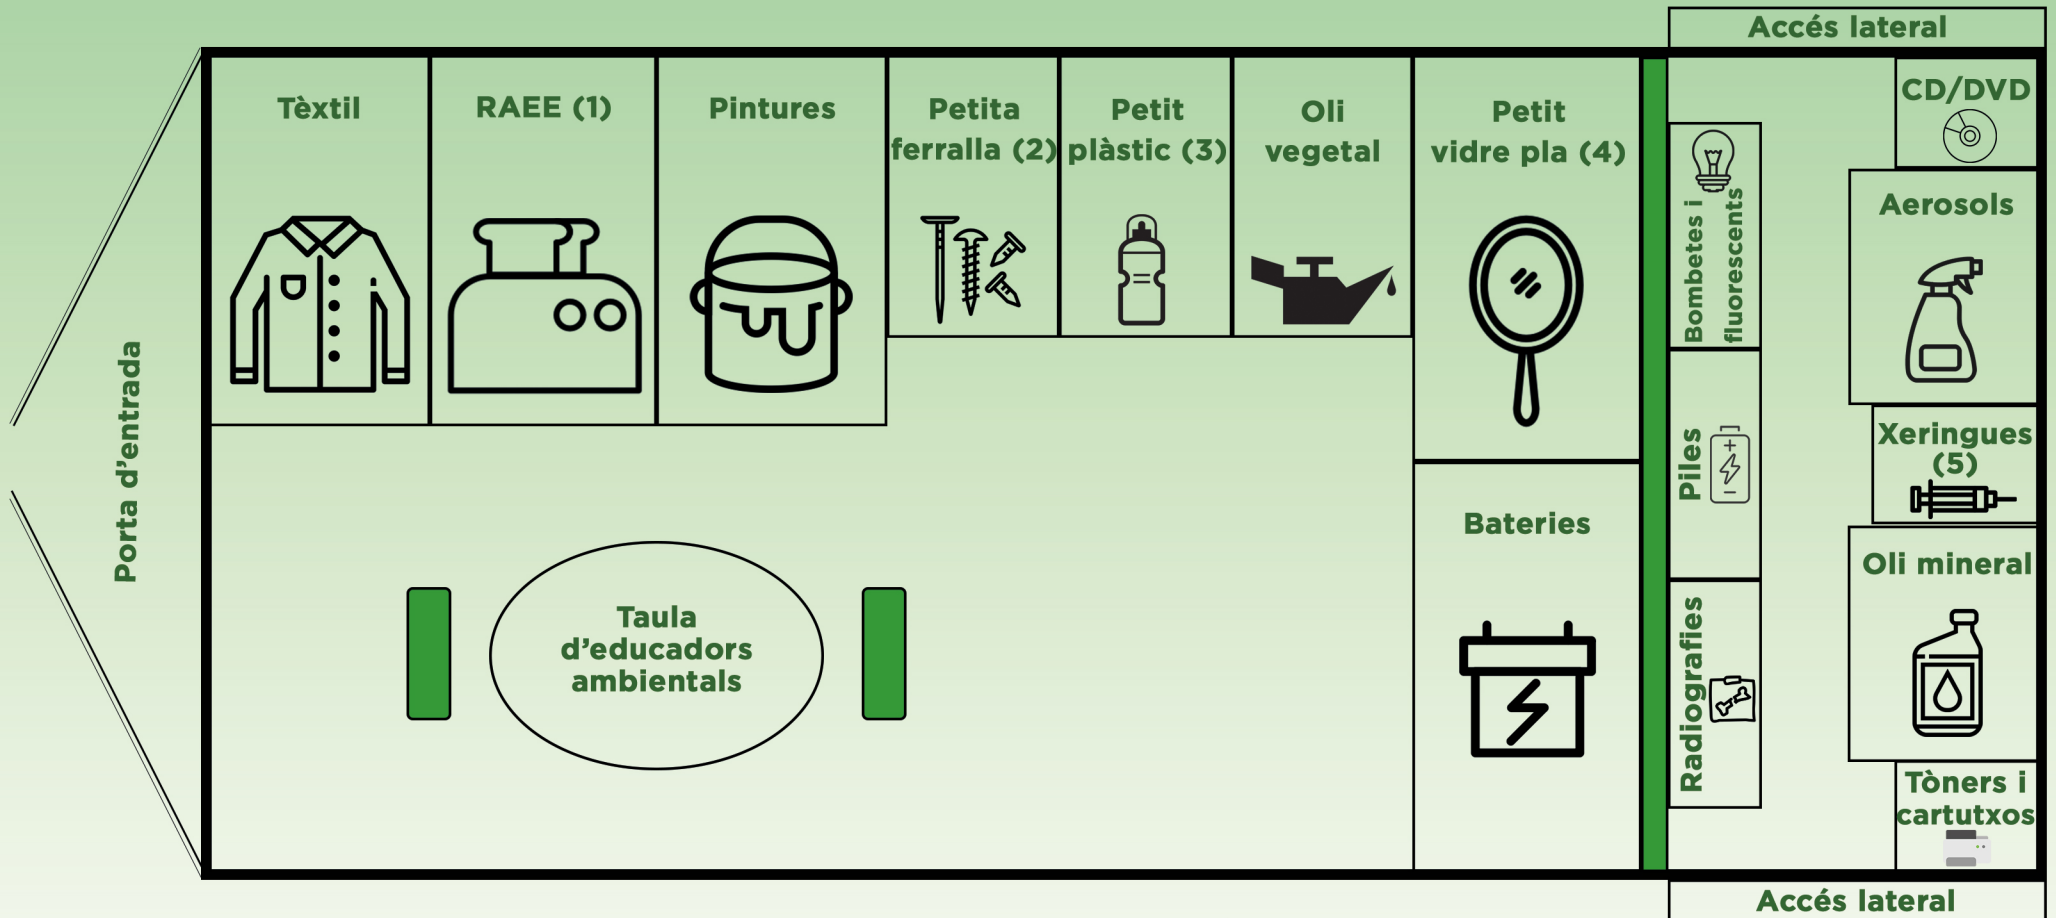 Accés lateral
Tèxtil
RAEE (1)
Pintures
Petita
ferralla (2)
Petit
plàstic (3)
Oli
vegetal
Petit
vidre pla (4)
Bombetes i
fluorescents
CD/DVD
Aerosols
Porta d’entrada
Piles
Xeringues
(5)
Bateries
Oli mineral
Taula
d’educadors
ambientals
Radiografies
Tòners i
cartutxos
Accés lateral